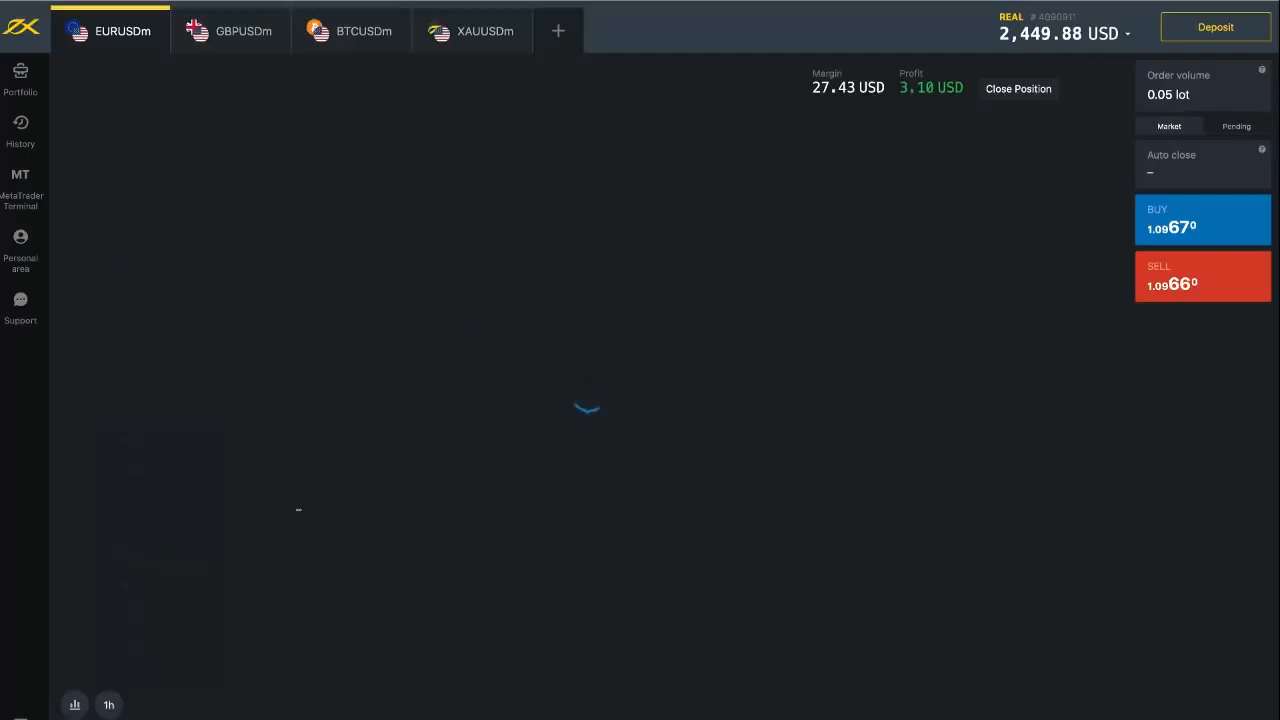 EURUSDm
GBPUSDm
BTCUSDm
XAUUSDm
+
REAL # 4090911
2,449.88 USD
Deposit
Portfolio
History
MT
MetaTrader
Terminal
Personal
area
Support
Margin
27.43 USD
Profit
3.10 USD
Close Position
Order volume
0.05 lot
Market
Pending
Auto close
–
BUY
1.09670
SELL
1.09660
1h